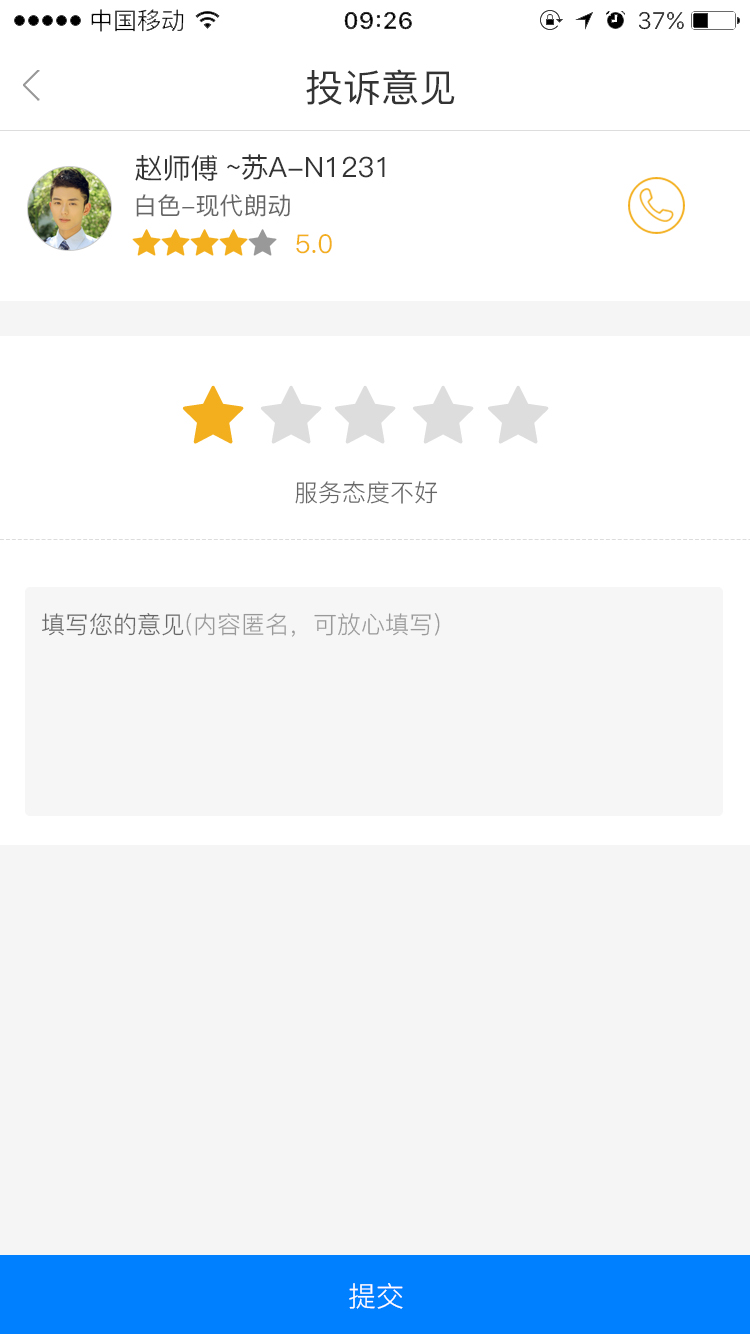 中国移动 09:26 37%
投诉意见
赵师傅 ~苏A-N1231
白色-现代朗动
5.0
服务态度不好
填写您的意见(内容匿名，可放心填写)
提交